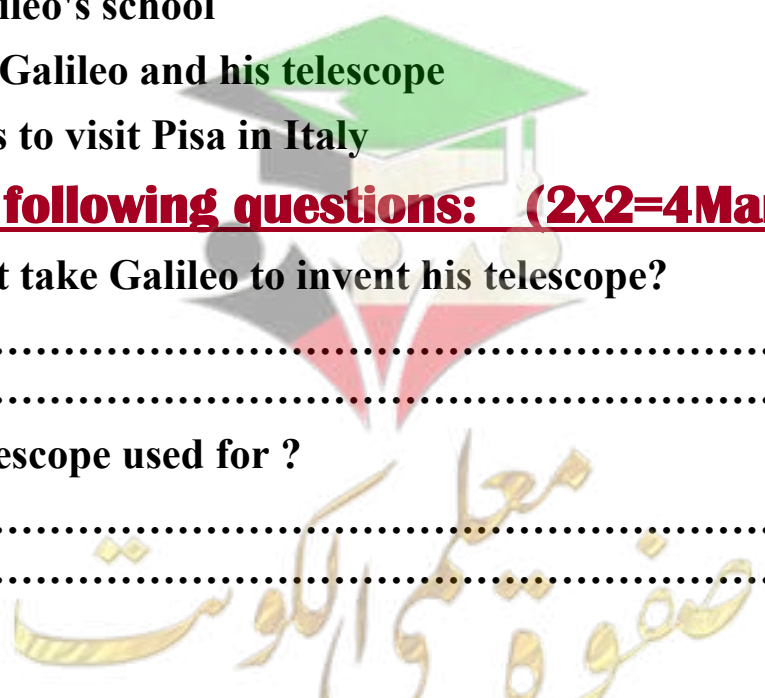 ileo's school
Galileo and his telescope
s to visit Pisa in Italy
following questions: (2x2=4Mar
t take Galileo to invent his telescope?
................................................................
................................................................
escope used for ?
................................................................
................................................................
صفوة معلمي الكويت